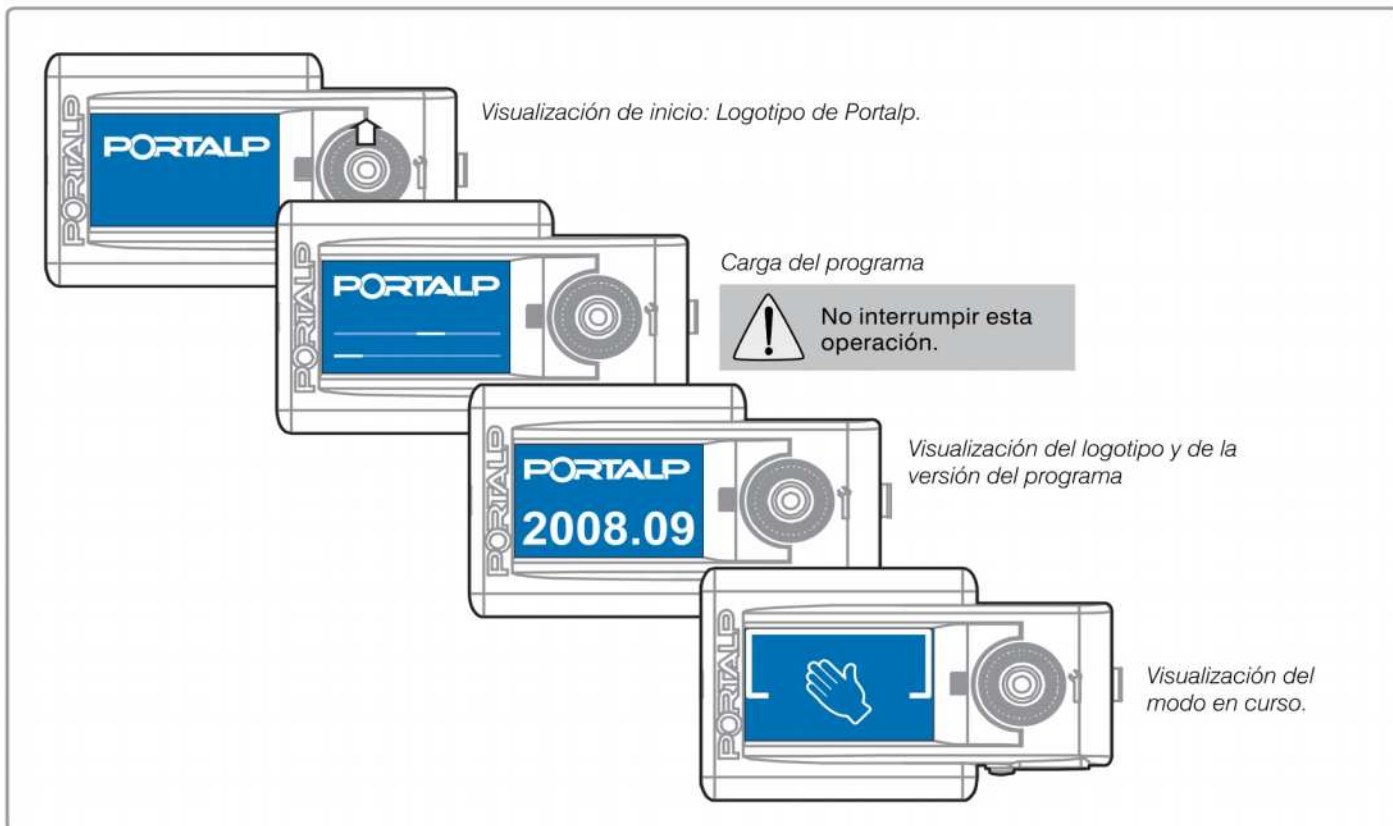 PORTALP
PORTALP
Visualización de inicio: Logotipo de Portalp.
PORTALP
PORTALP
Carga del programa
No interrumpir esta
operación.
PORTALP
PORTALP
2008.09
Visualización del logotipo y de la
versión del programa
PORTALP
Visualización del
modo en curso.